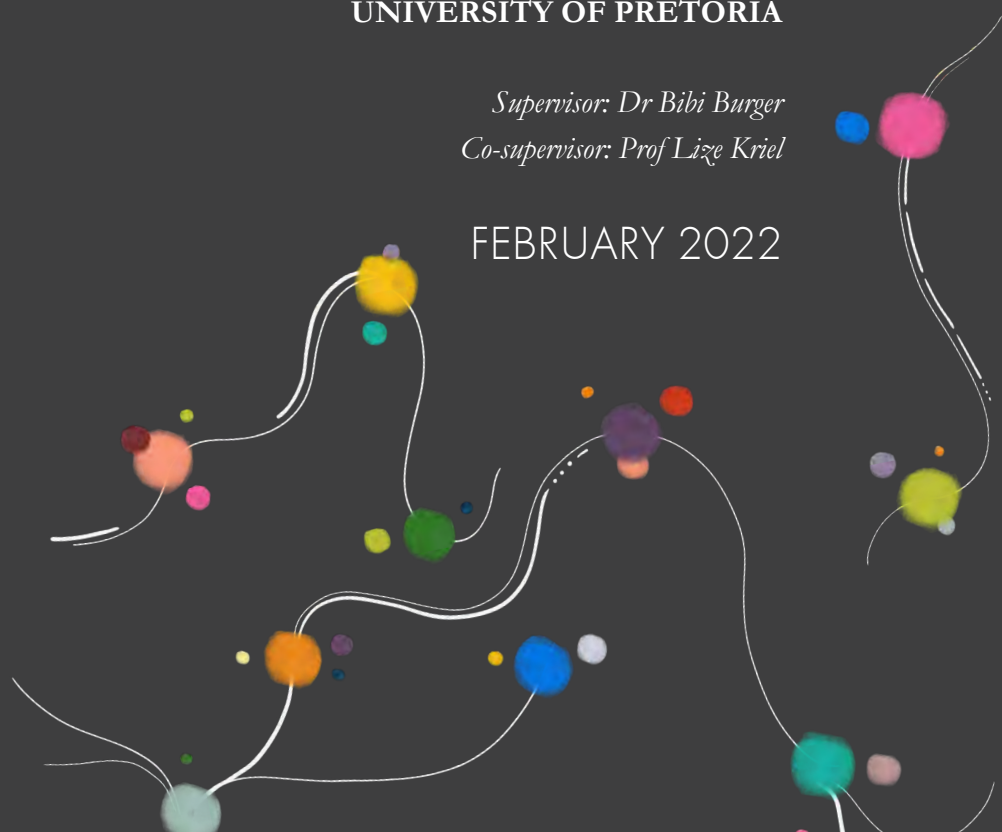 UNIVERSITY OF PRETORIA
Supervisor: Dr Bibi Burger
Co-supervisor: Prof Lize Kriel
FEBRUARY 2022